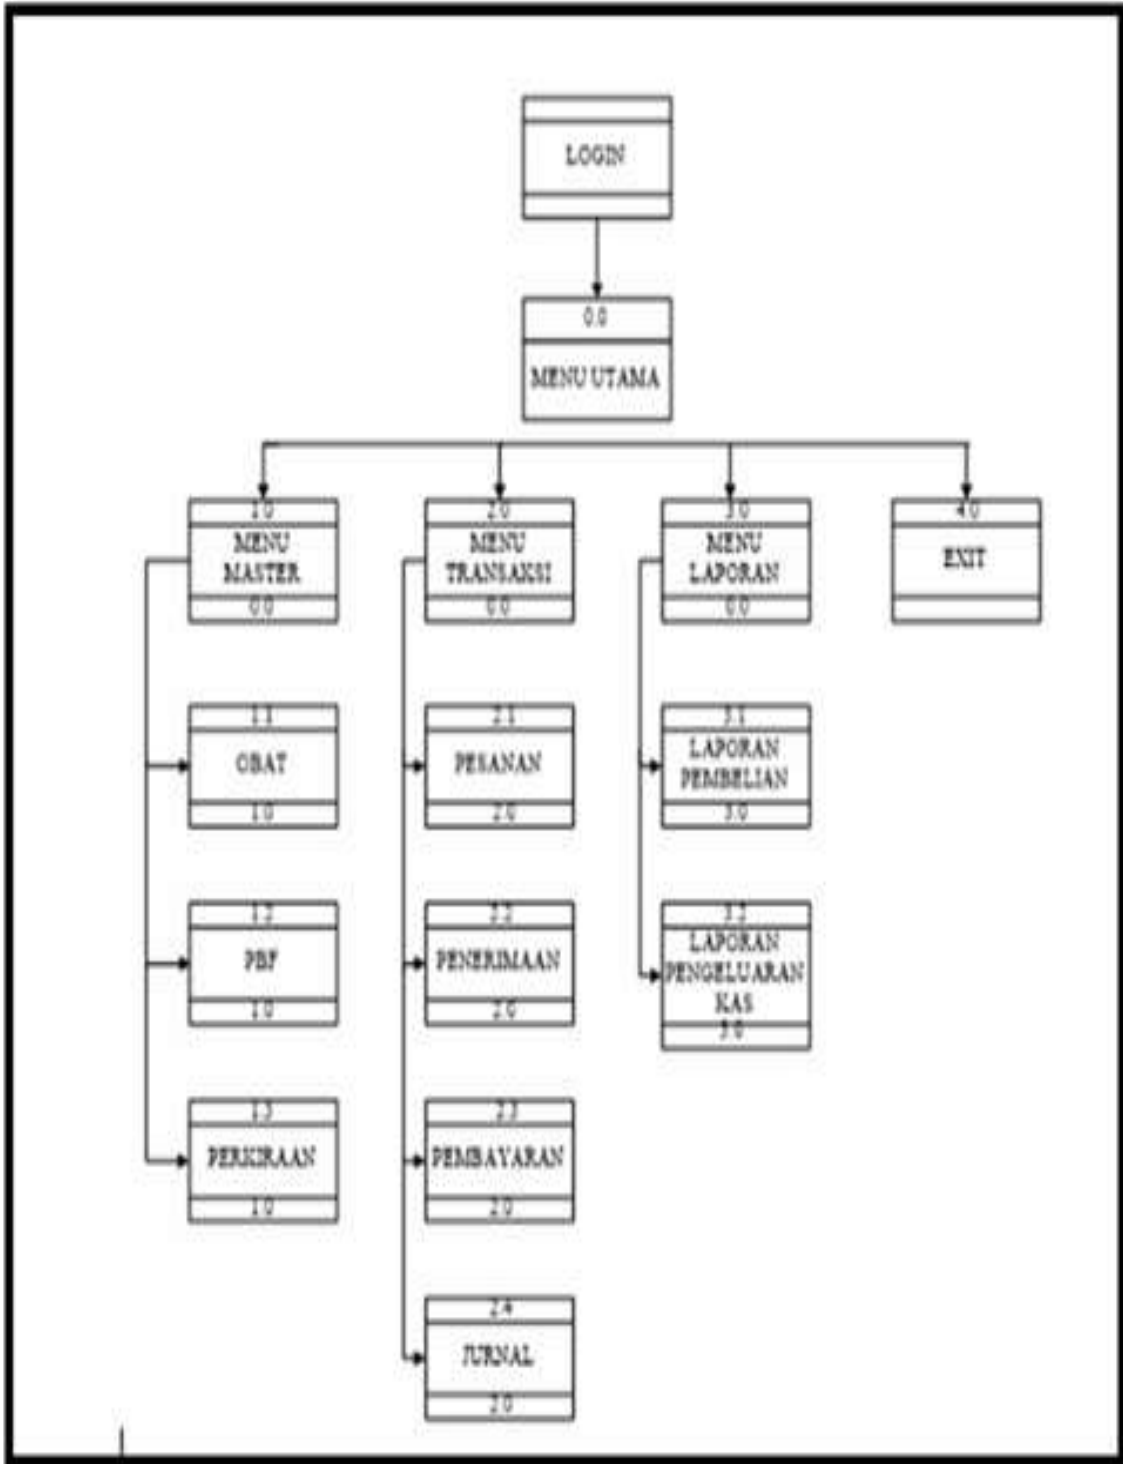 LOGIN
0.0
MENU UTAMA
1.0
MENU
MASTER
0.0
2.0
MENU
TRANSAKSI
0.0
3.0
MENU
LAPORAN
0.0
4.0
EXIT
1.1
OBAT
1.0
2.1
PESANAN
2.0
3.1
LAPORAN
PEMBELIAN
3.0
1.2
PBF
1.0
2.2
PENERIMAAN
2.0
3.2
LAPORAN
PENGELUARAN
KAS
3.0
1.3
PERKIRAAN
1.0
2.3
PEMBAYARAN
2.0
2.4
JURNAL
2.0